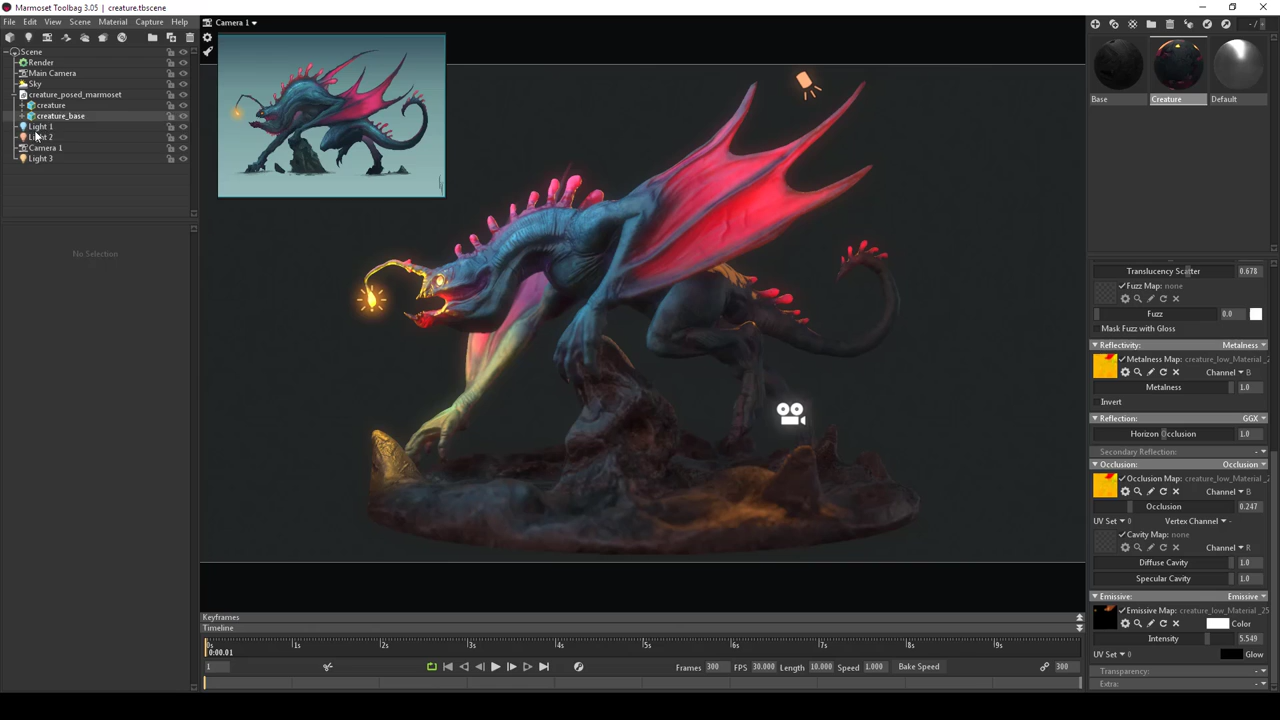 Marmoset Toolbag 3.05 | creature.tbscene
File Edit View Scene Material Capture Help
Camera 1
Scene
Render
Main Camera
Sky
creature_posed_marmoset
creature
creature_base
Light 1
Light 2
Camera 1
Light 3
No Selection
- / -
Base Creature Default
Translucency Scatter 0.678
Fuzz Map: none
Fuzz 0.0
Mask Fuzz with Gloss
Reflectivity: Metalness
Metalness Map: creature_low_Material_2
Channel B
Metalness 1.0
Invert
Reflection: GGX
Horizon Occlusion 1.0
Secondary Reflection: -
Occlusion: Occlusion
Occlusion Map: creature_low_Material_2
Channel B
Occlusion 0.247
UV Set 0 Vertex Channel -
Cavity Map: none
Channel R
Diffuse Cavity 1.0
Specular Cavity 1.0
Emissive: Emissive
Emissive Map: creature_low_Material_25
Color
Intensity 5.549
UV Set 0 Glow
Transparency: -
Extra: -
Keyframes
Timeline
0s 1s 2s 3s 4s 5s 6s 7s 8s 9s
0:00.01
1 Frames 300 FPS 30.000 Length 10.000 Speed 1.000 Bake Speed 300